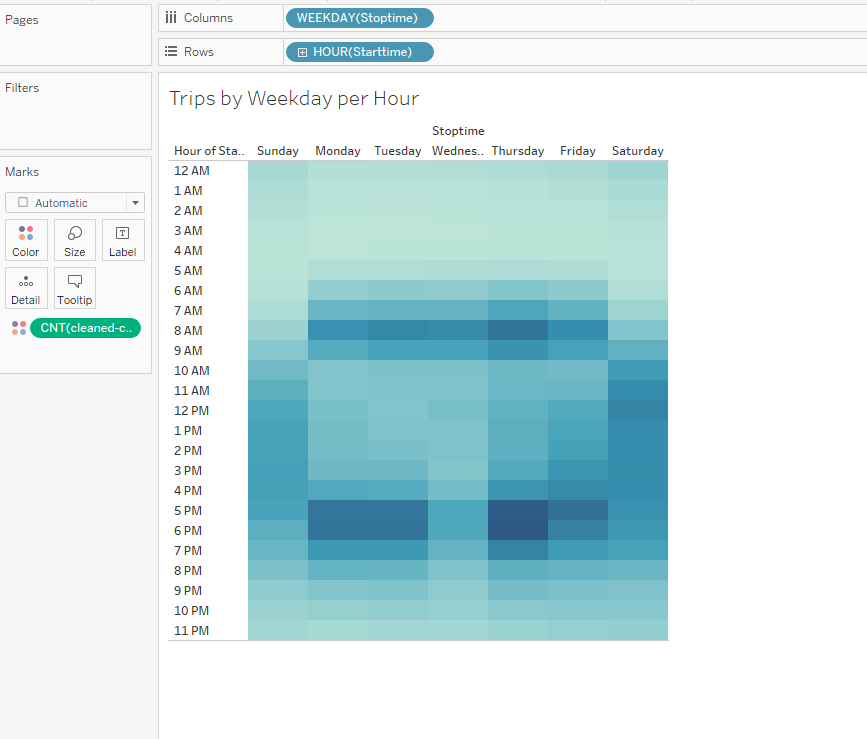 Pages
Columns
WEEKDAY(Stoptime)
Rows
HOUR(Starttime)
Filters
Marks
Automatic
Color Size Label
Detail Tooltip
CNT(cleaned-c..
Trips by Weekday per Hour
Stoptime
Hour of Sta.. Sunday Monday Tuesday Wednes.. Thursday Friday Saturday
12 AM
1 AM
2 AM
3 AM
4 AM
5 AM
6 AM
7 AM
8 AM
9 AM
10 AM
11 AM
12 PM
1 PM
2 PM
3 PM
4 PM
5 PM
6 PM
7 PM
8 PM
9 PM
10 PM
11 PM